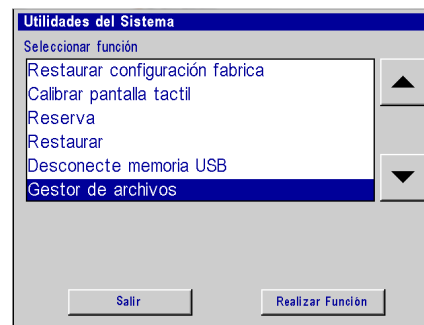 Utilidades del Sistema
Seleccionar función
Restaurar configuración fabrica
Calibrar pantalla tactil
Reserva
Restaurar
Desconecte memoria USB
Gestor de archivos
Salir
Realizar Función